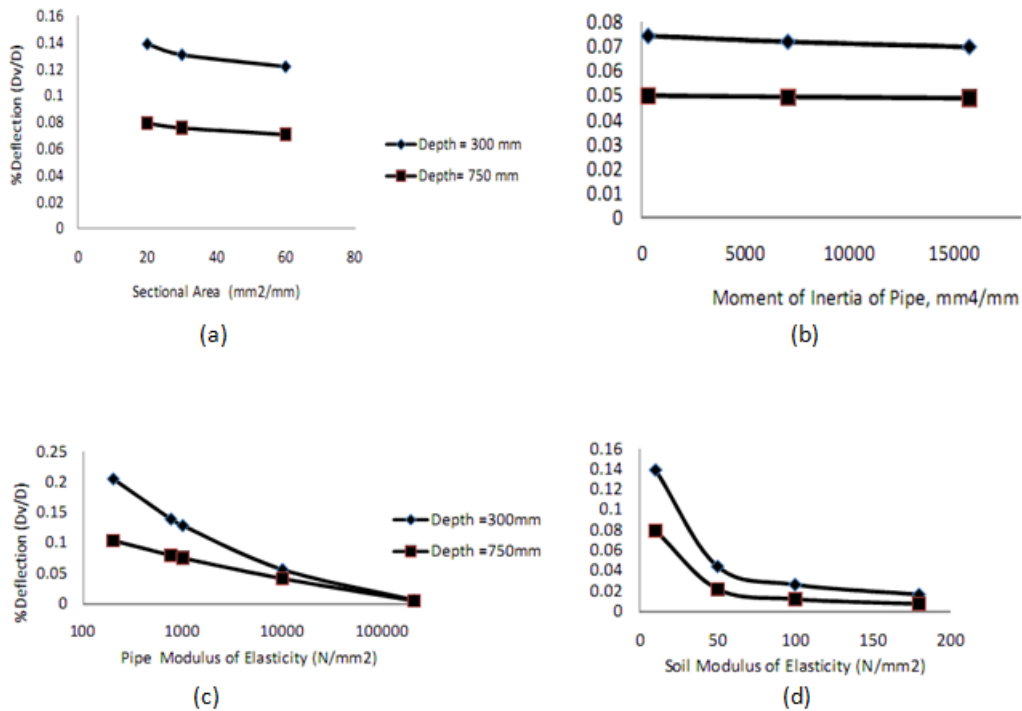 0.16
0.14
0.12
0.1
0.08
0.06
0.04
0.02
0
%Deflection (Dv/D)
0 20 40 60 80
Sectional Area (mm2/mm)
Depth = 300 mm
Depth= 750 mm
(a)
0.08
0.07
0.06
0.05
0.04
0.03
0.02
0.01
0
0 5000 10000 15000
Moment of Inertia of Pipe, mm4/mm
(b)
0.25
0.2
0.15
0.1
0.05
0
%Deflection (Dv/D)
100 1000 10000 100000
Pipe Modulus of Elasticity (N/mm2)
Depth =300mm
Depth =750mm
(c)
0.16
0.14
0.12
0.1
0.08
0.06
0.04
0.02
0
0 50 100 150 200
Soil Modulus of Elasticity (N/mm2)
(d)